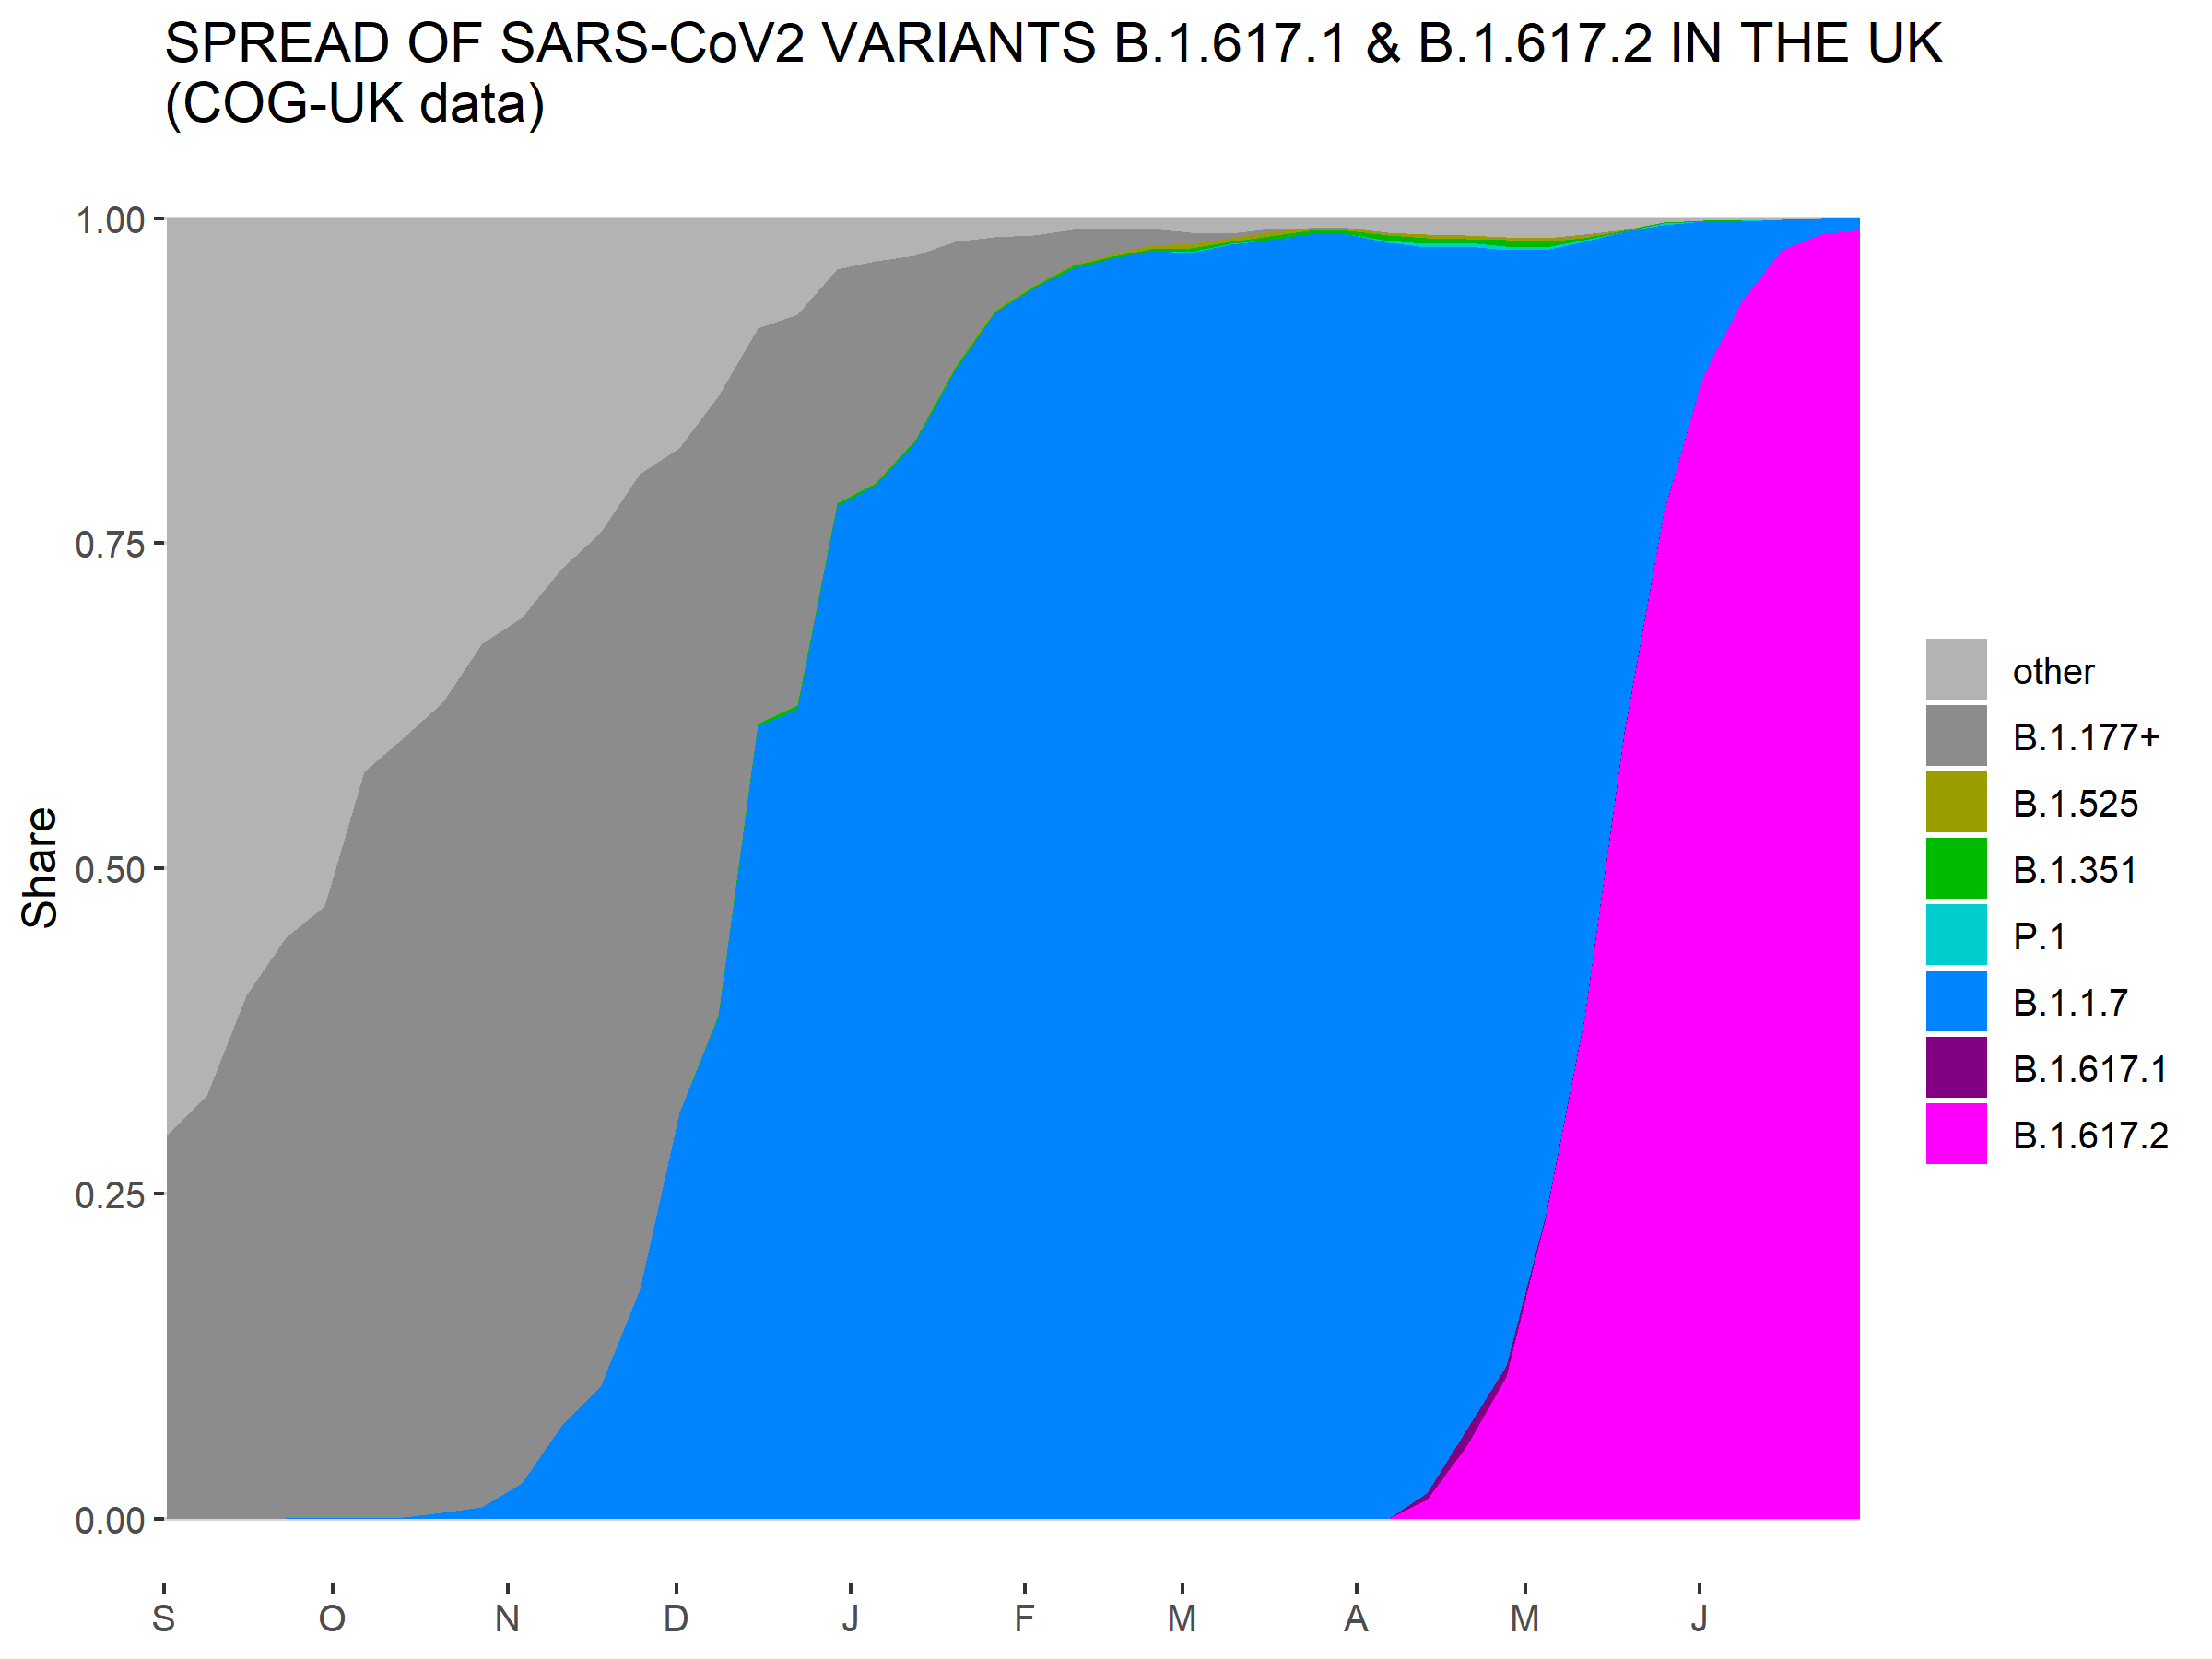 SPREAD OF SARS-CoV2 VARIANTS B.1.617.1 & B.1.617.2 IN THE UK
(COG-UK data)
1.00
0.75
0.50
0.25
0.00
Share
S O N D J F M A M J
other
B.1.177+
B.1.525
B.1.351
P.1
B.1.1.7
B.1.617.1
B.1.617.2